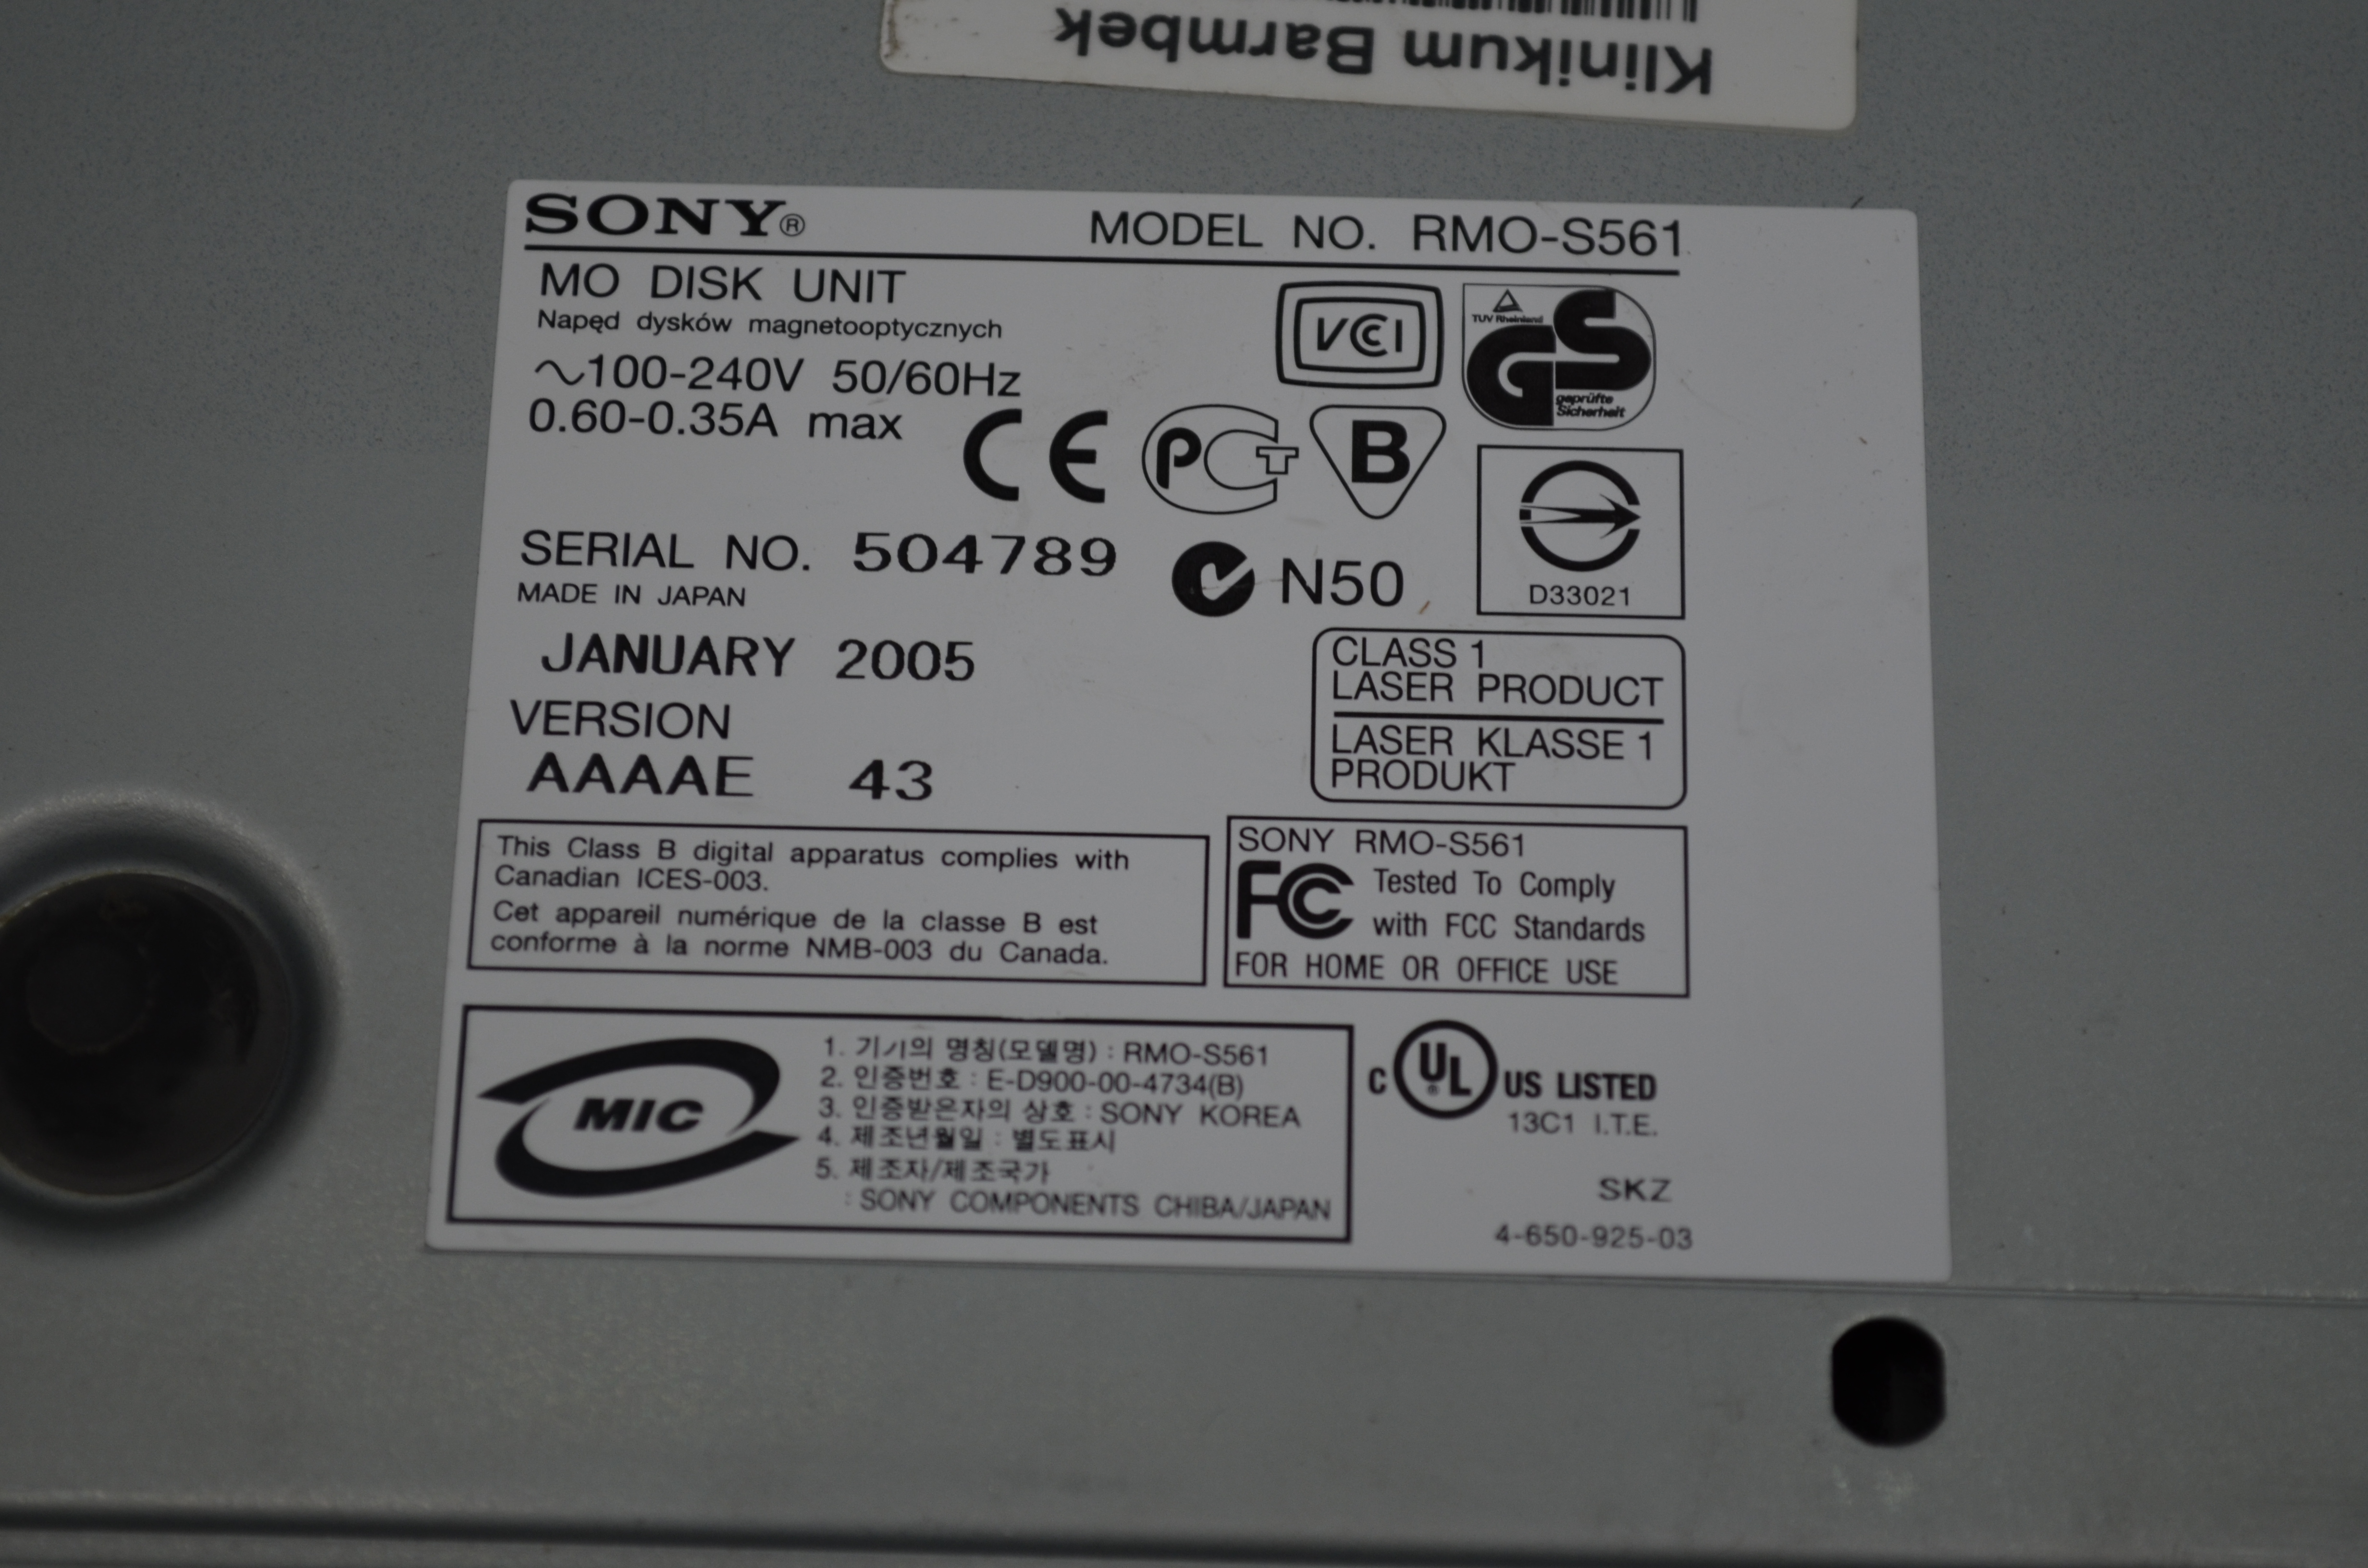 Klinikum Barmbek
SONY® MODEL NO. RMO-S561
MO DISK UNIT
Napęd dysków magnetooptycznych
~100-240V 50/60Hz
0.60-0.35A max
VCCI
TÜV Rheinland
GS
geprüfte
Sicherheit
CE
PCT
B
SERIAL NO. 504789
MADE IN JAPAN
N50
D33021
JANUARY 2005
VERSION
AAAAE 43
CLASS 1
LASER PRODUCT
LASER KLASSE 1
PRODUKT
This Class B digital apparatus complies with
Canadian ICES-003.
Cet appareil numérique de la classe B est
conforme à la norme NMB-003 du Canada.
SONY RMO-S561
FC Tested To Comply
with FCC Standards
FOR HOME OR OFFICE USE
MIC
1. 기기의 명칭(모델명) : RMO-S561
2. 인증번호 : E-D900-00-4734(B)
3. 인증받은자의 상호 : SONY KOREA
4. 제조년월일 : 별도표시
5. 제조자/제조국가
: SONY COMPONENTS CHIBA/JAPAN
C UL® US LISTED
13C1 I.T.E.
SKZ
4-650-925-03